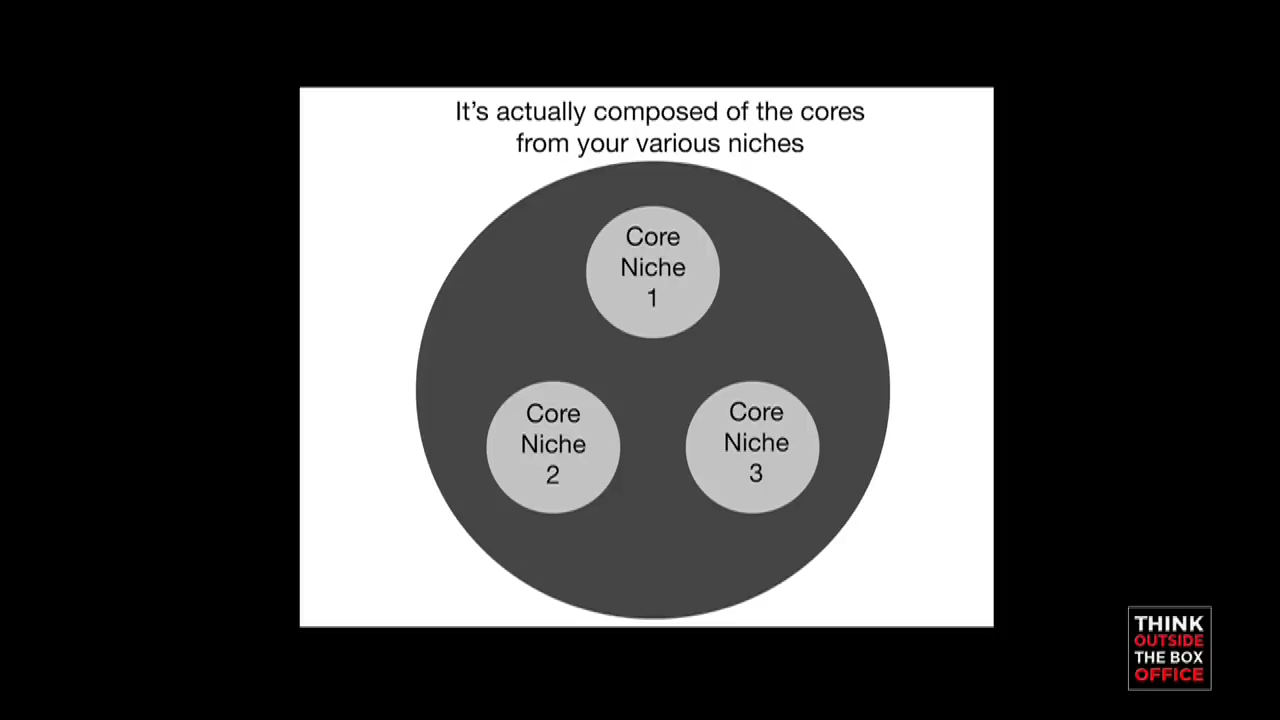 It's actually composed of the cores
from your various niches
Core
Niche
1
Core
Niche
2
Core
Niche
3
THINK
OUTSIDE
THE BOX
OFFICE